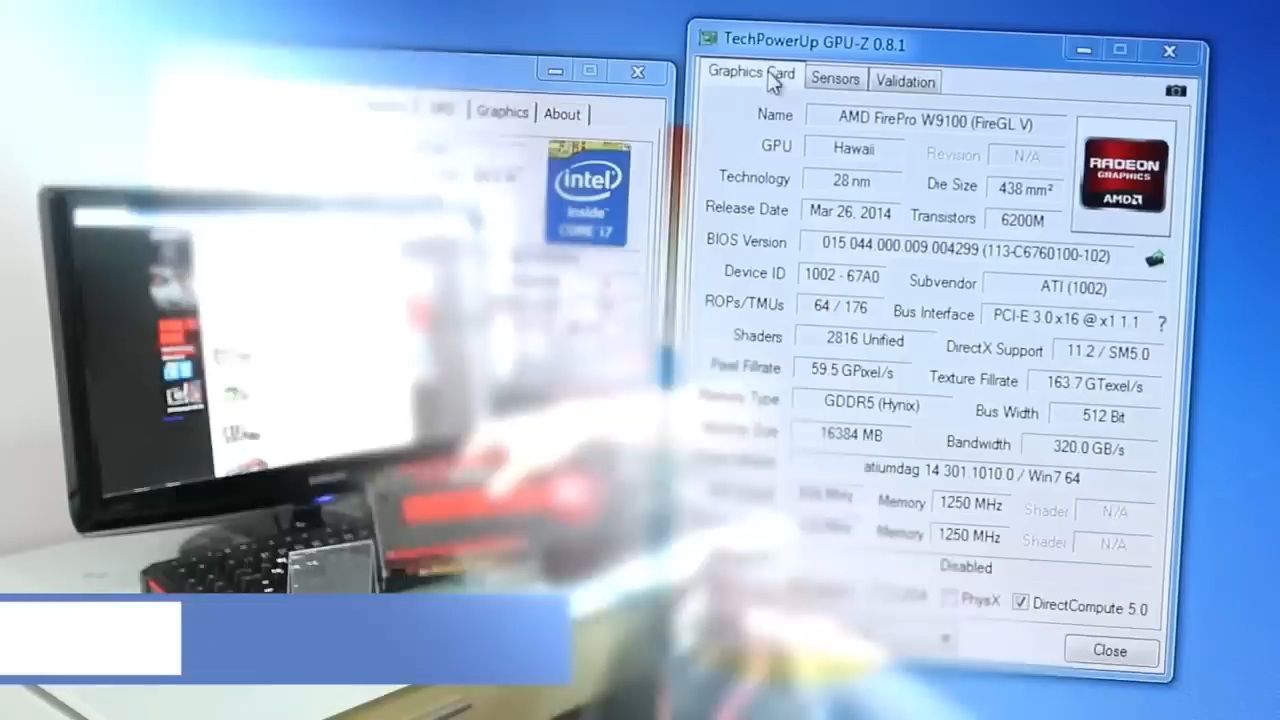 TechPowerUp GPU-Z 0.8.1
Graphics Card Sensors Validation
Graphics About
intel inside CORE i7
Name AMD FirePro W9100 (FireGL V)
GPU Hawaii Revision N/A
RADEON GRAPHICS AMD
Technology 28 nm Die Size 438 mm²
Release Date Mar 26, 2014 Transistors 6200M
BIOS Version 015.044.000.009.004299 (113-C6760100-102)
Device ID 1002 - 67A0 Subvendor ATI (1002)
ROPs/TMUs 64 / 176 Bus Interface PCI-E 3.0 x16 @ x1 1.1 ?
Shaders 2816 Unified DirectX Support 11.2 / SM5.0
Pixel Fillrate 59.5 GPixel/s Texture Fillrate 163.7 GTexel/s
Memory Type GDDR5 (Hynix) Bus Width 512 Bit
Memory Size 16384 MB Bandwidth 320.0 GB/s
atiumdag 14.301.1010.0 / Win7 64
Memory 1250 MHz Shader N/A
Memory 1250 MHz Shader N/A
Disabled
PhysX DirectCompute 5.0
Close